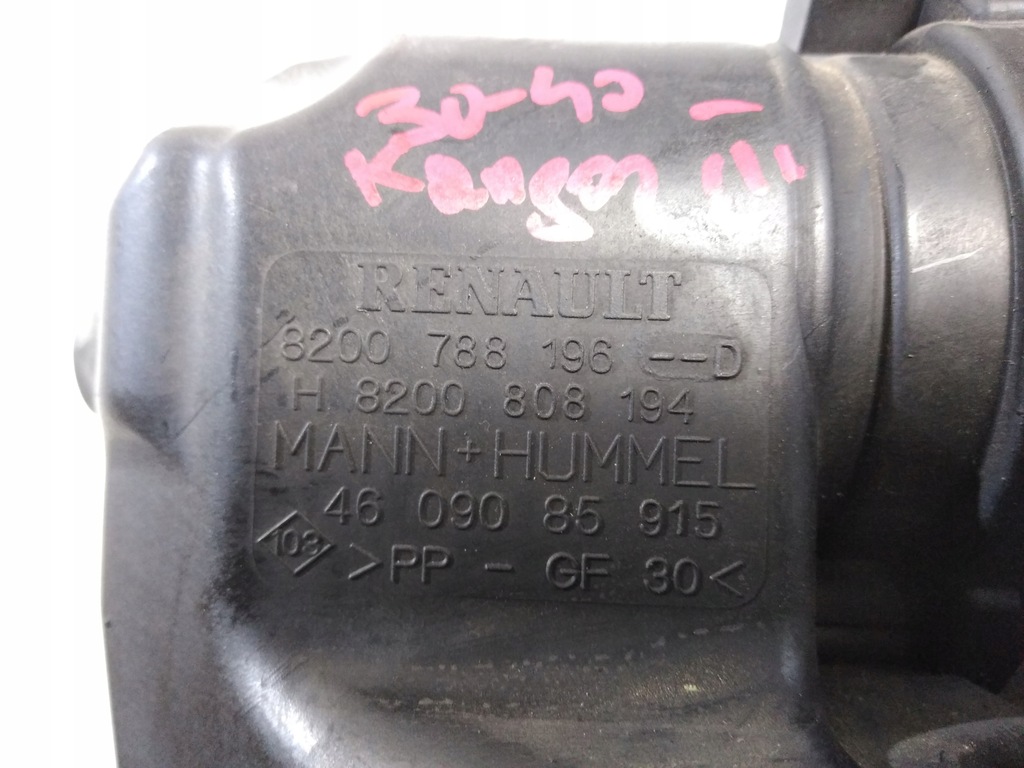 30-40 -
Kangoo III
RENAULT
8200 788 196 --D
H 8200 808 194
MANN+HUMMEL
46 090 85 915
103 >PP - GF 30<